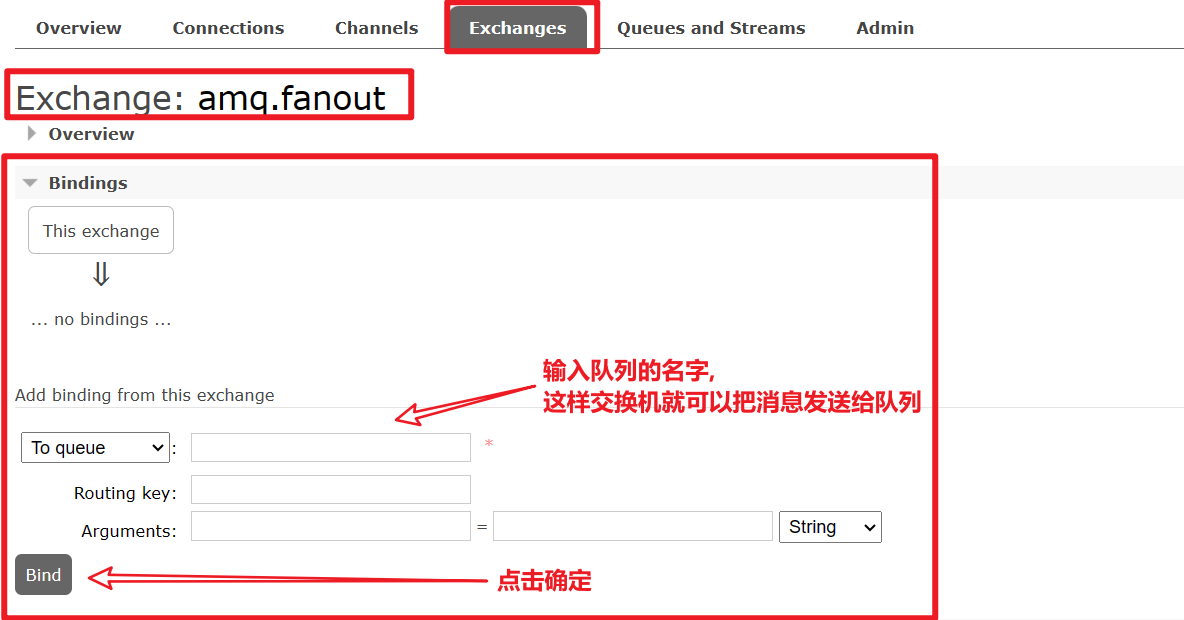 Overview Connections Channels Exchanges Queues and Streams Admin
Exchange: amq.fanout
Overview
Bindings
This exchange
⇓
... no bindings ...
输入队列的名字,
这样交换机就可以把消息发送给队列
Add binding from this exchange
To queue : *
Routing key:
Arguments: = String
Bind
点击确定